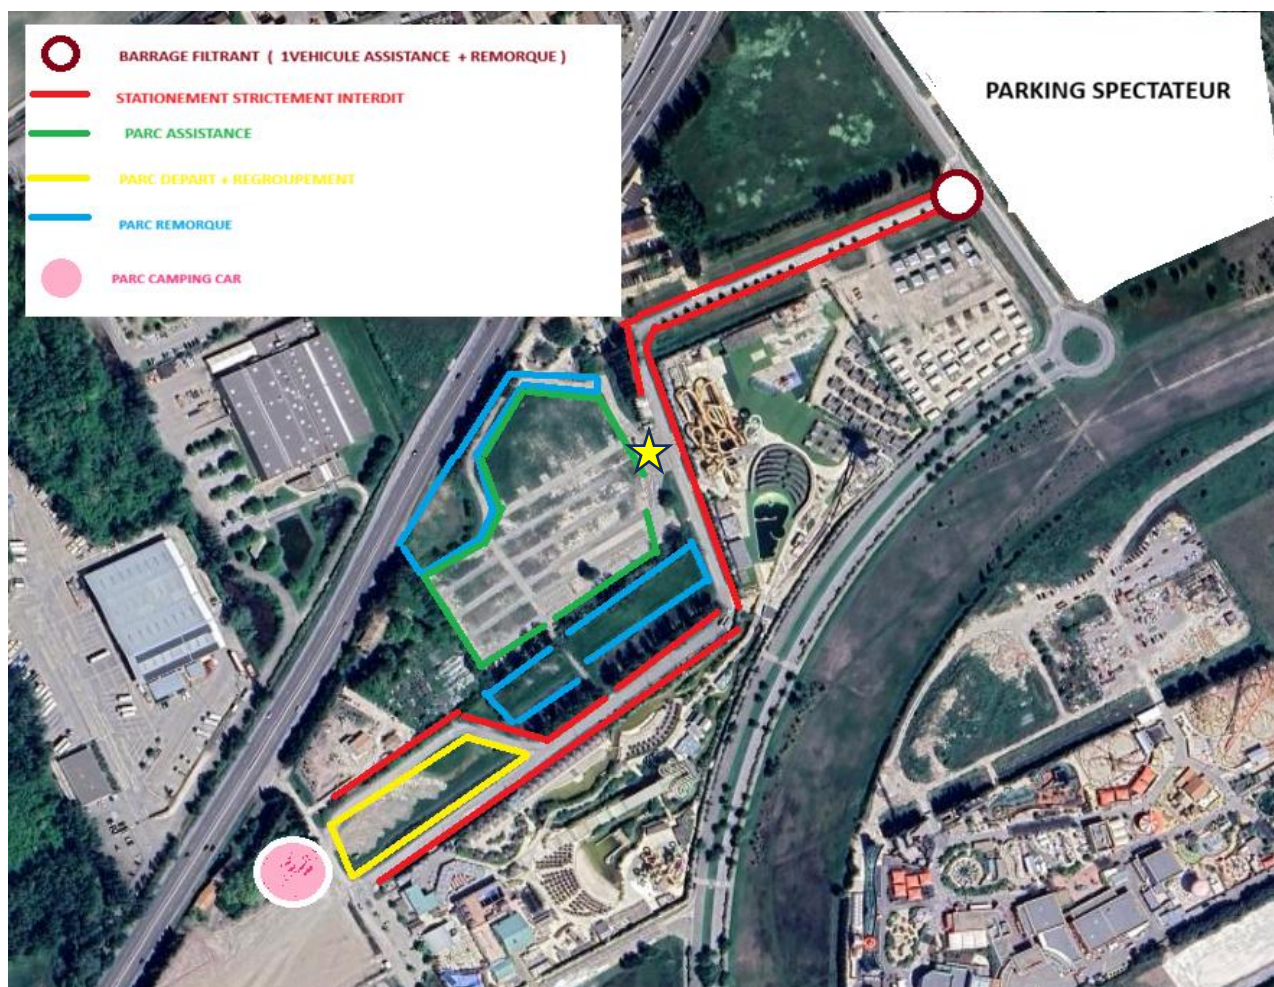 BARRAGE FILTRANT ( 1VEHICULE ASSISTANCE + REMORQUE )
STATIONEMENT STRICTEMENT INTERDIT
PARC ASSISTANCE
PARC DEPART + REGROUPEMENT
PARC REMORQUE
PARC CAMPING CAR
PARKING SPECTATEUR